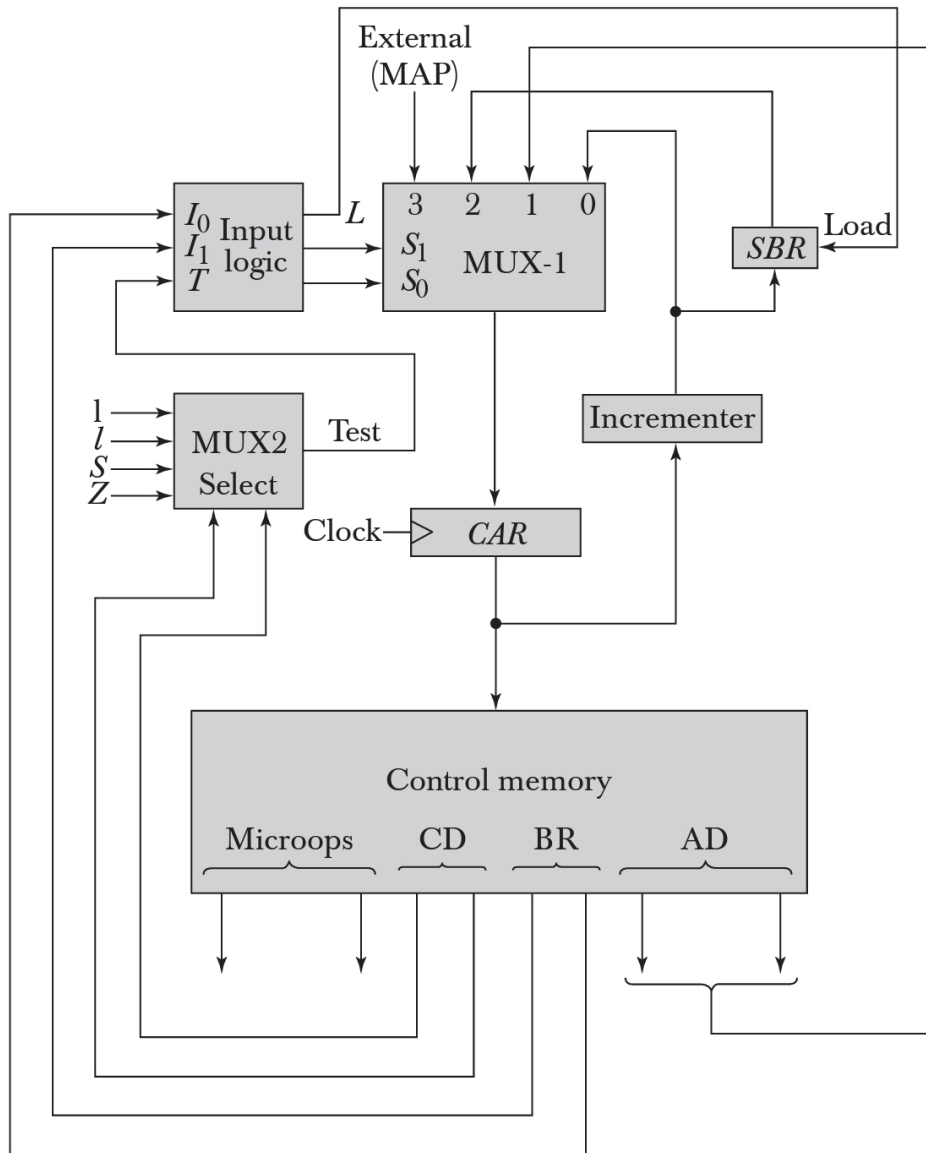 External
(MAP)
I0
I1
T
Input
logic
L
3 2 1 0
S1
S0
MUX-1
SBR
Load
1
l
S
Z
MUX2
Select
Test
Incrementer
Clock
CAR
Control memory
Microops CD BR AD